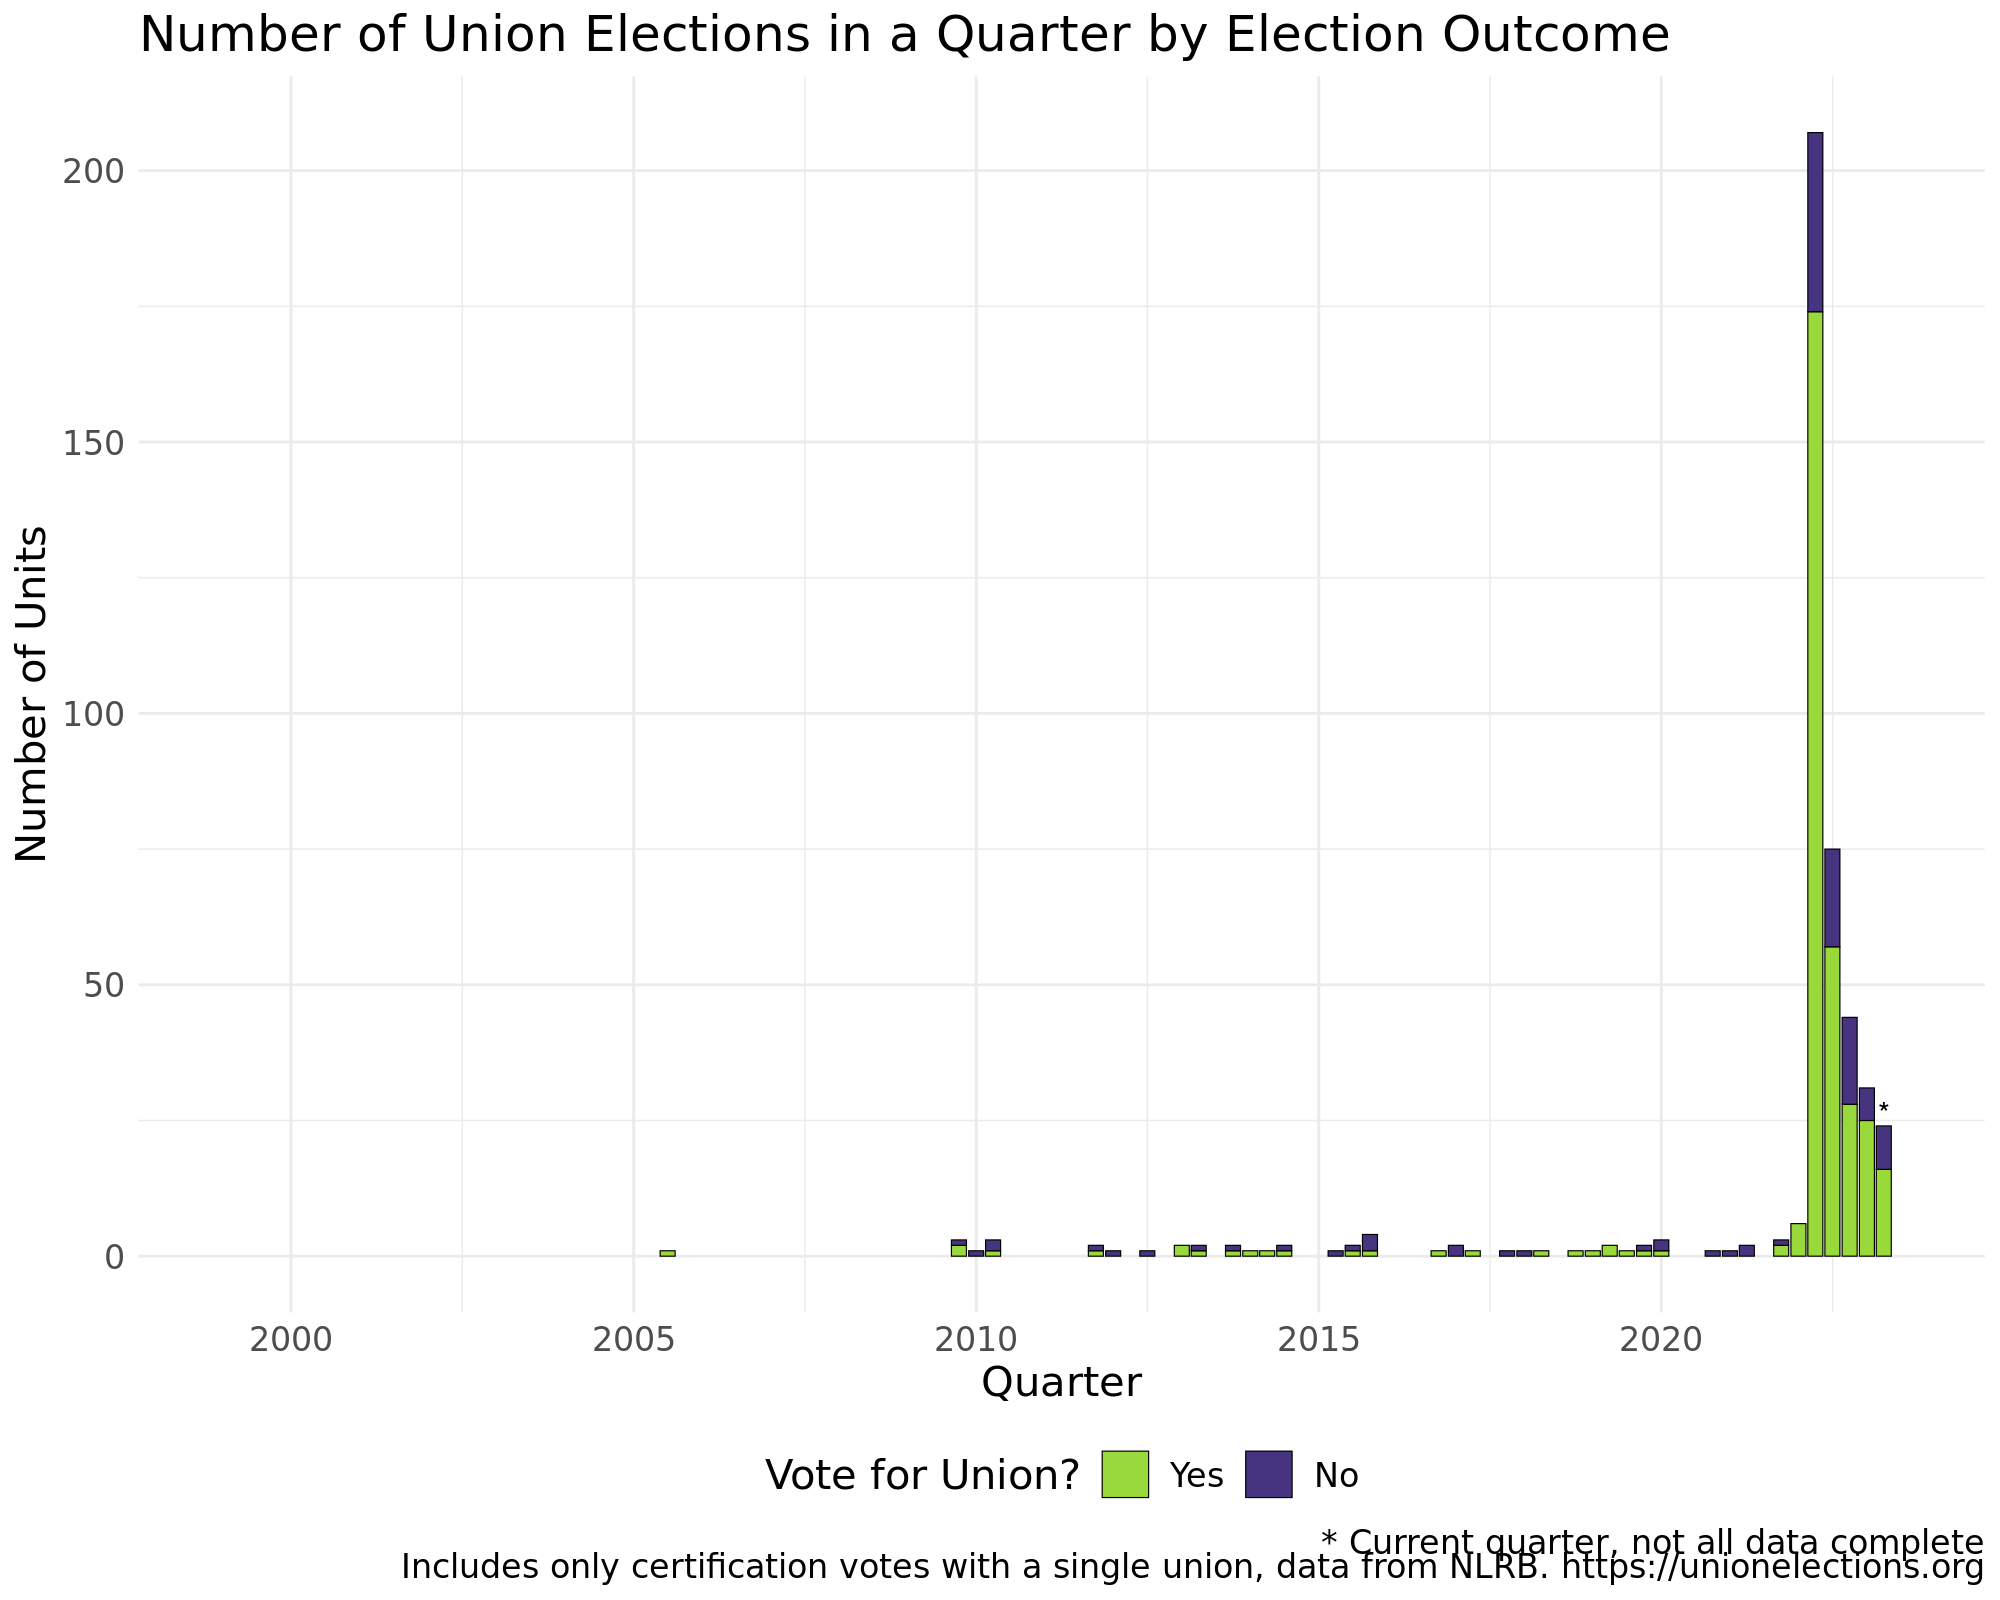 Number of Union Elections in a Quarter by Election Outcome
200
150
100
50
0
Number of Units
*
2000 2005 2010 2015 2020
Quarter
Vote for Union? Yes No
* Current quarter, not all data complete
Includes only certification votes with a single union, data from NLRB. https://unionelections.org